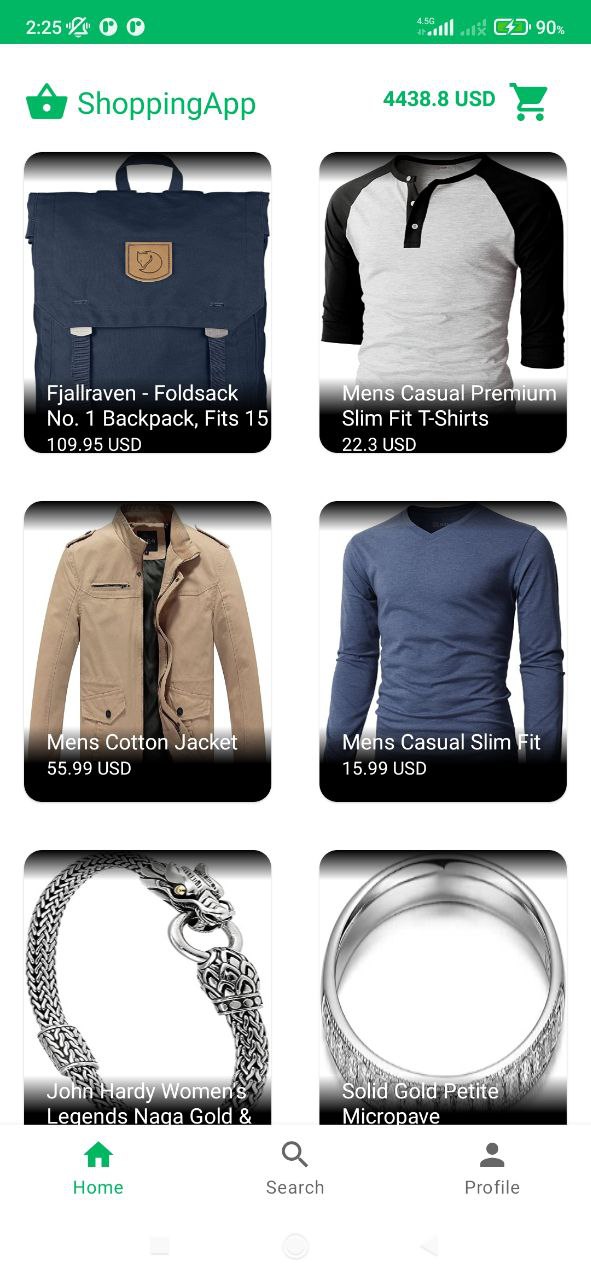 2:25
4.5G
90%
ShoppingApp
4438.8 USD
Fjallraven - Foldsack
No. 1 Backpack, Fits 15
109.95 USD
Mens Casual Premium
Slim Fit T-Shirts
22.3 USD
Mens Cotton Jacket
55.99 USD
Mens Casual Slim Fit
15.99 USD
John Hardy Women's
Legends Naga Gold &
Solid Gold Petite
Micropave
Home
Search
Profile